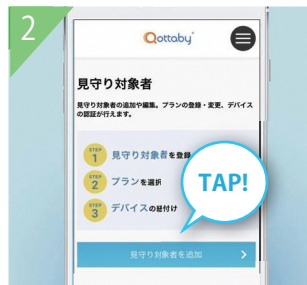 2
Qottaby
見守り対象者
見守り対象者の追加や編集。プランの登録・変更、デバイス
の認証が行えます。
STEP
1
見守り対象者を登録
STEP
2
プランを選択
STEP
3
デバイスの紐付け
TAP!
見守り対象者を追加